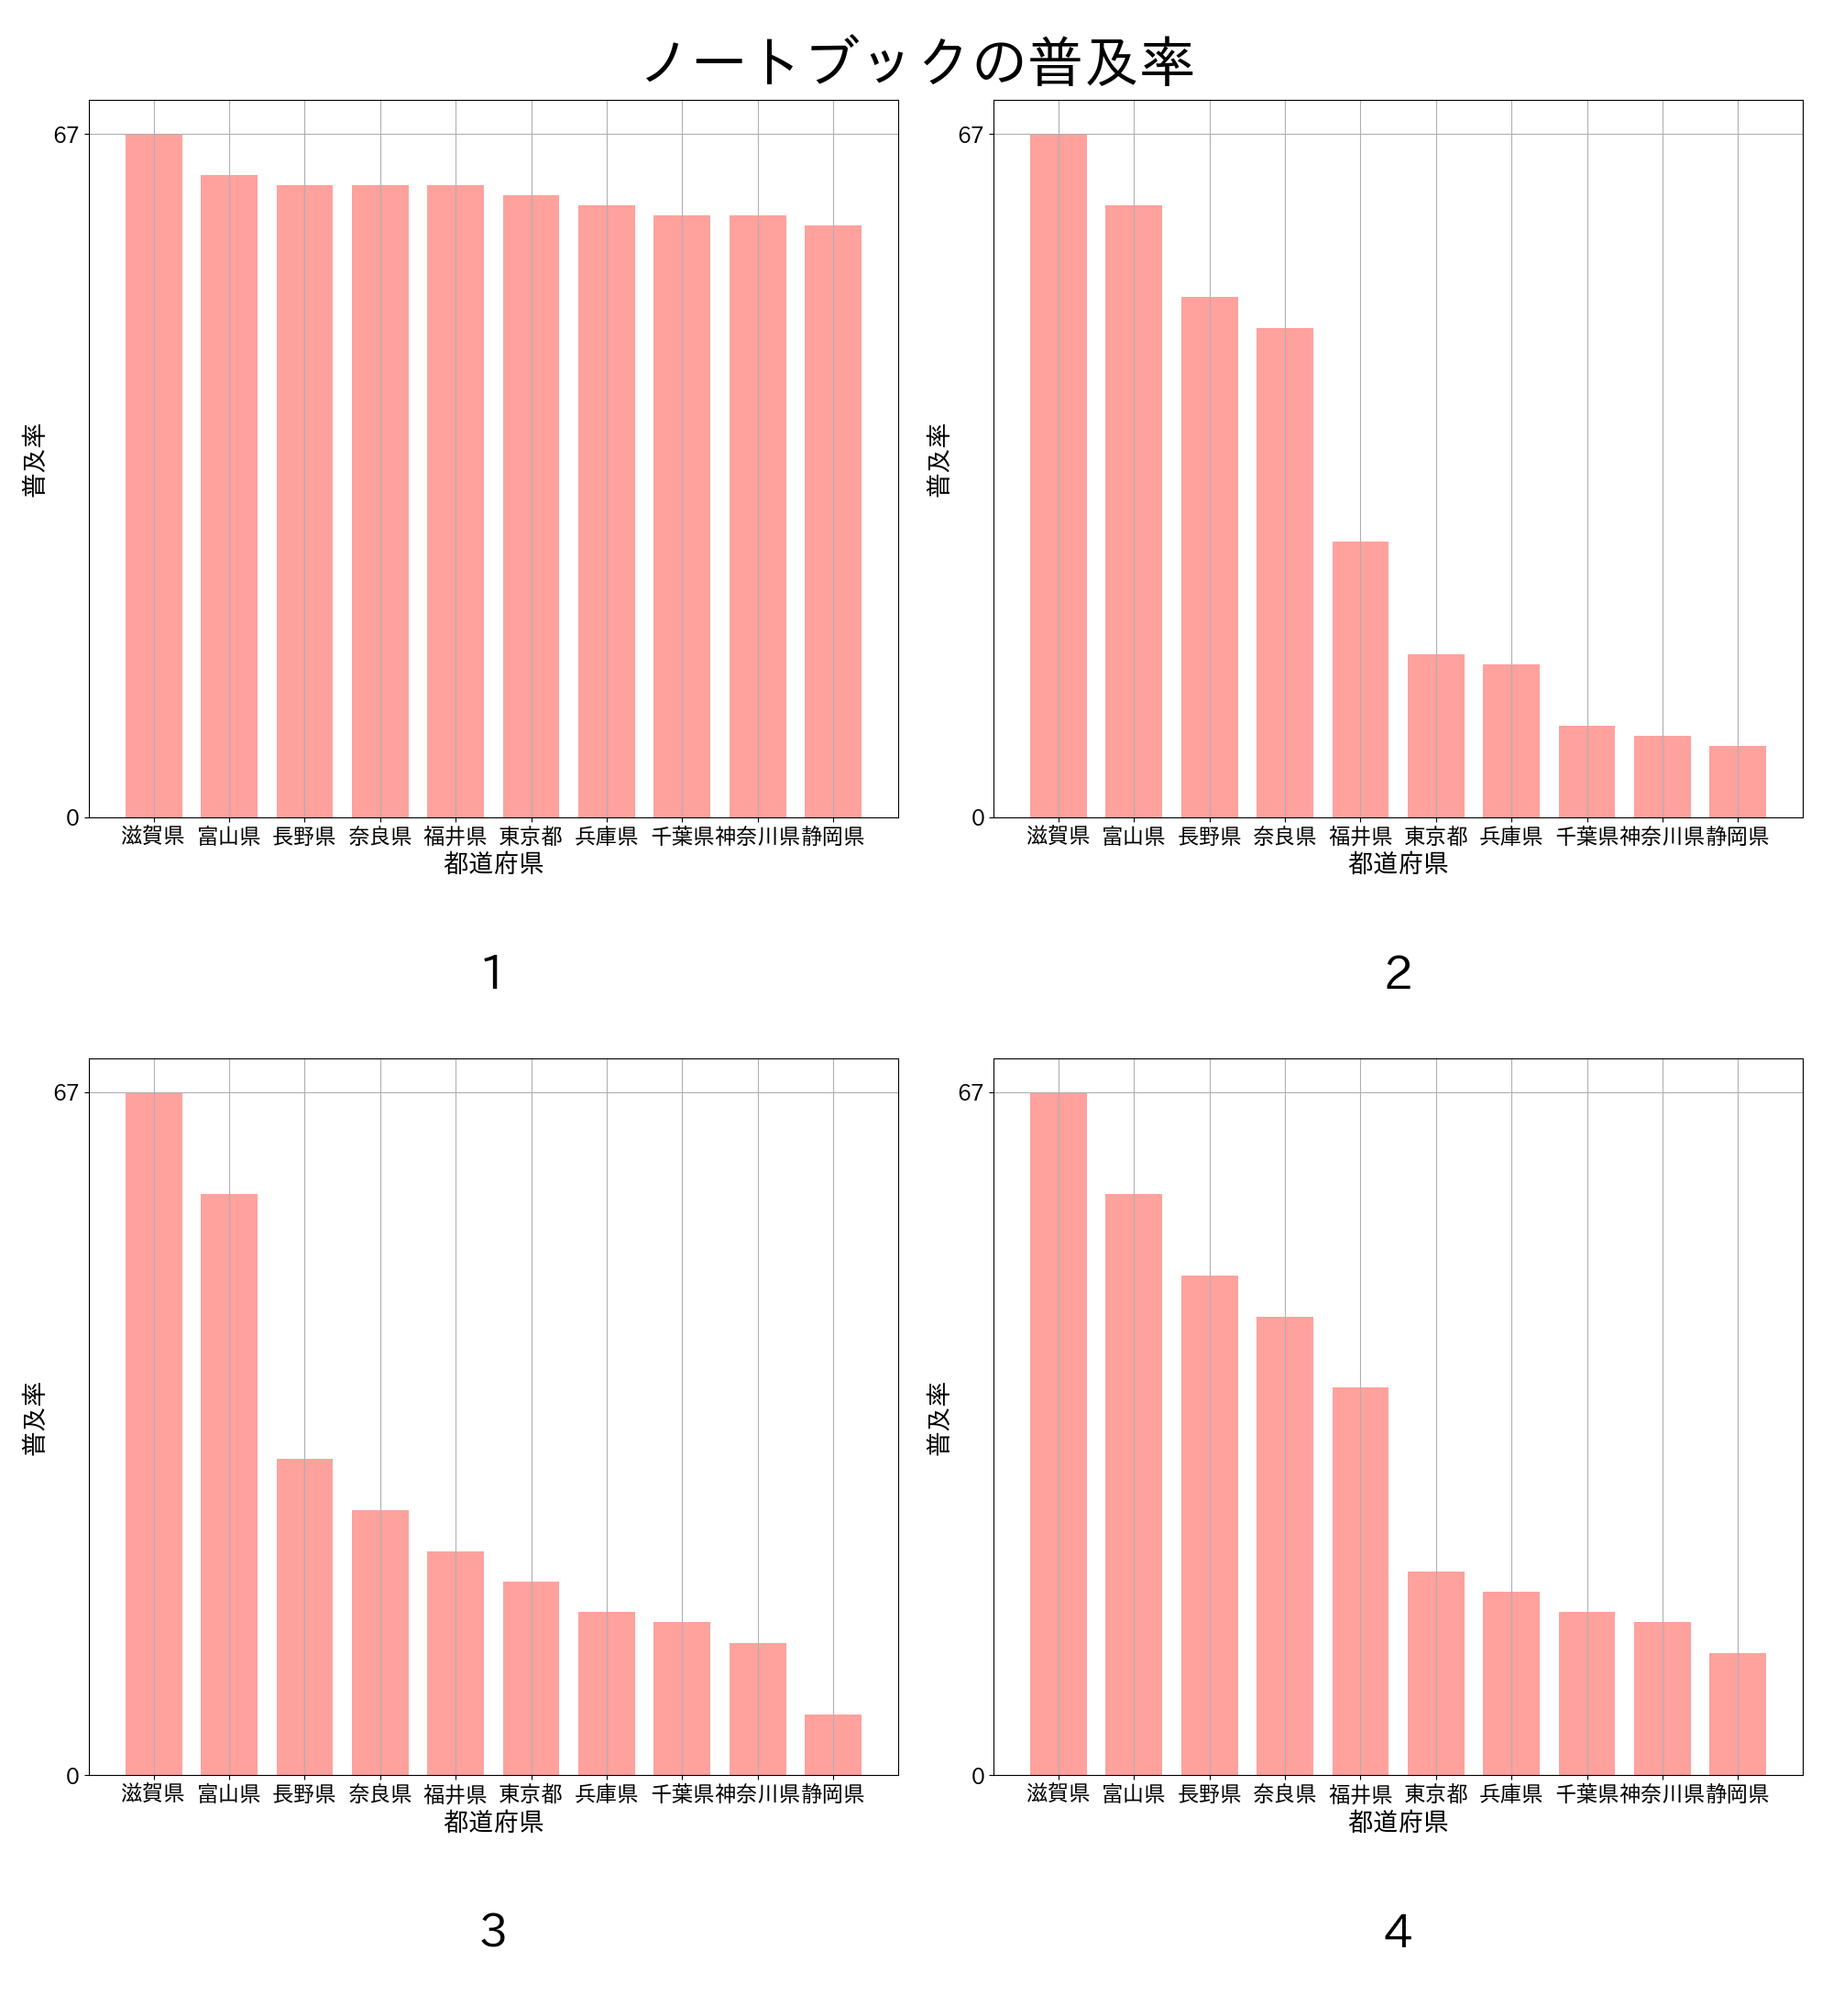 ノートブックの普及率
67
0
普及率
滋賀県 富山県 長野県 奈良県 福井県 東京都 兵庫県 千葉県 神奈川県 静岡県
都道府県
1
67
0
普及率
滋賀県 富山県 長野県 奈良県 福井県 東京都 兵庫県 千葉県 神奈川県 静岡県
都道府県
2
67
0
普及率
滋賀県 富山県 長野県 奈良県 福井県 東京都 兵庫県 千葉県 神奈川県 静岡県
都道府県
3
67
0
普及率
滋賀県 富山県 長野県 奈良県 福井県 東京都 兵庫県 千葉県 神奈川県 静岡県
都道府県
4